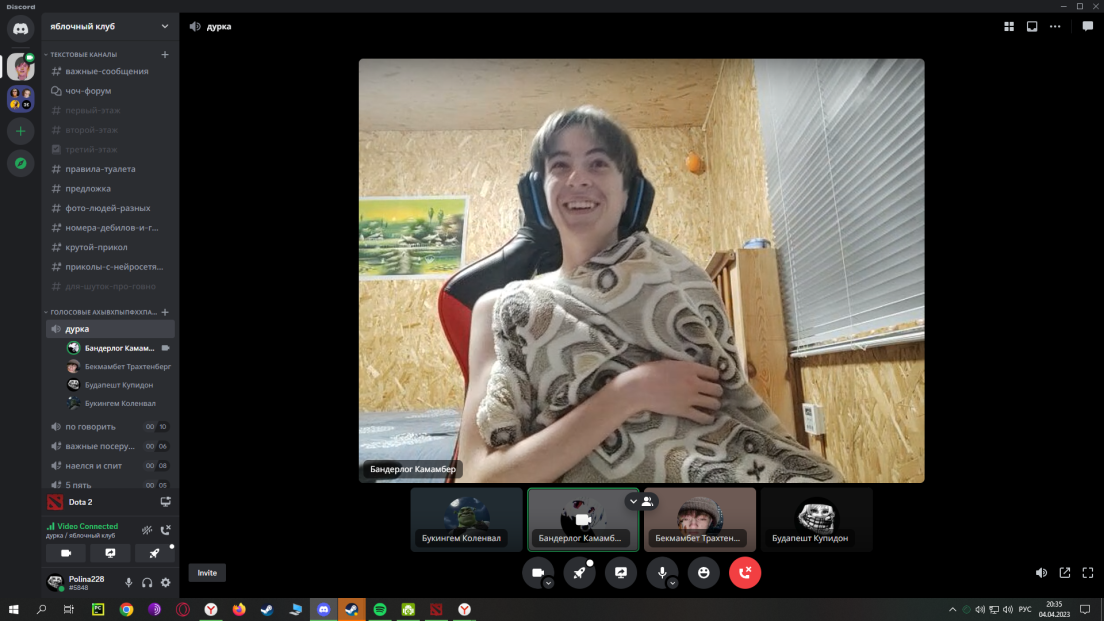 Discord
яблочный клуб
дурка
ТЕКСТОВЫЕ КАНАЛЫ
важные-сообщения
чоч-форум
первый-этаж
второй-этаж
третий-этаж
правила-туалета
предложка
фото-людей-разных
номера-дебилов-и-г...
крутой-прикол
приколы-с-нейросетя...
для-шуток-про-говно
ГОЛОСОВЫЕ АХЫВХПЫПФХХПА...
дурка
Бандерлог Камам...
Бекмамбет Трахтенберг
Будапешт Купидон
Букингем Коленвал
по говорить 00 10
важные посеру... 00 06
наелся и спит 00 08
5 пять 00 05
Dota 2
Video Connected
дурка / яблочный клуб
Polina228
#6848
Бандерлог Камамбер
Букингем Коленвал
Бандерлог Камамб...
Бекмамбет Трахтен...
Будапешт Купидон
Invite
РУС
20:35
04.04.2023